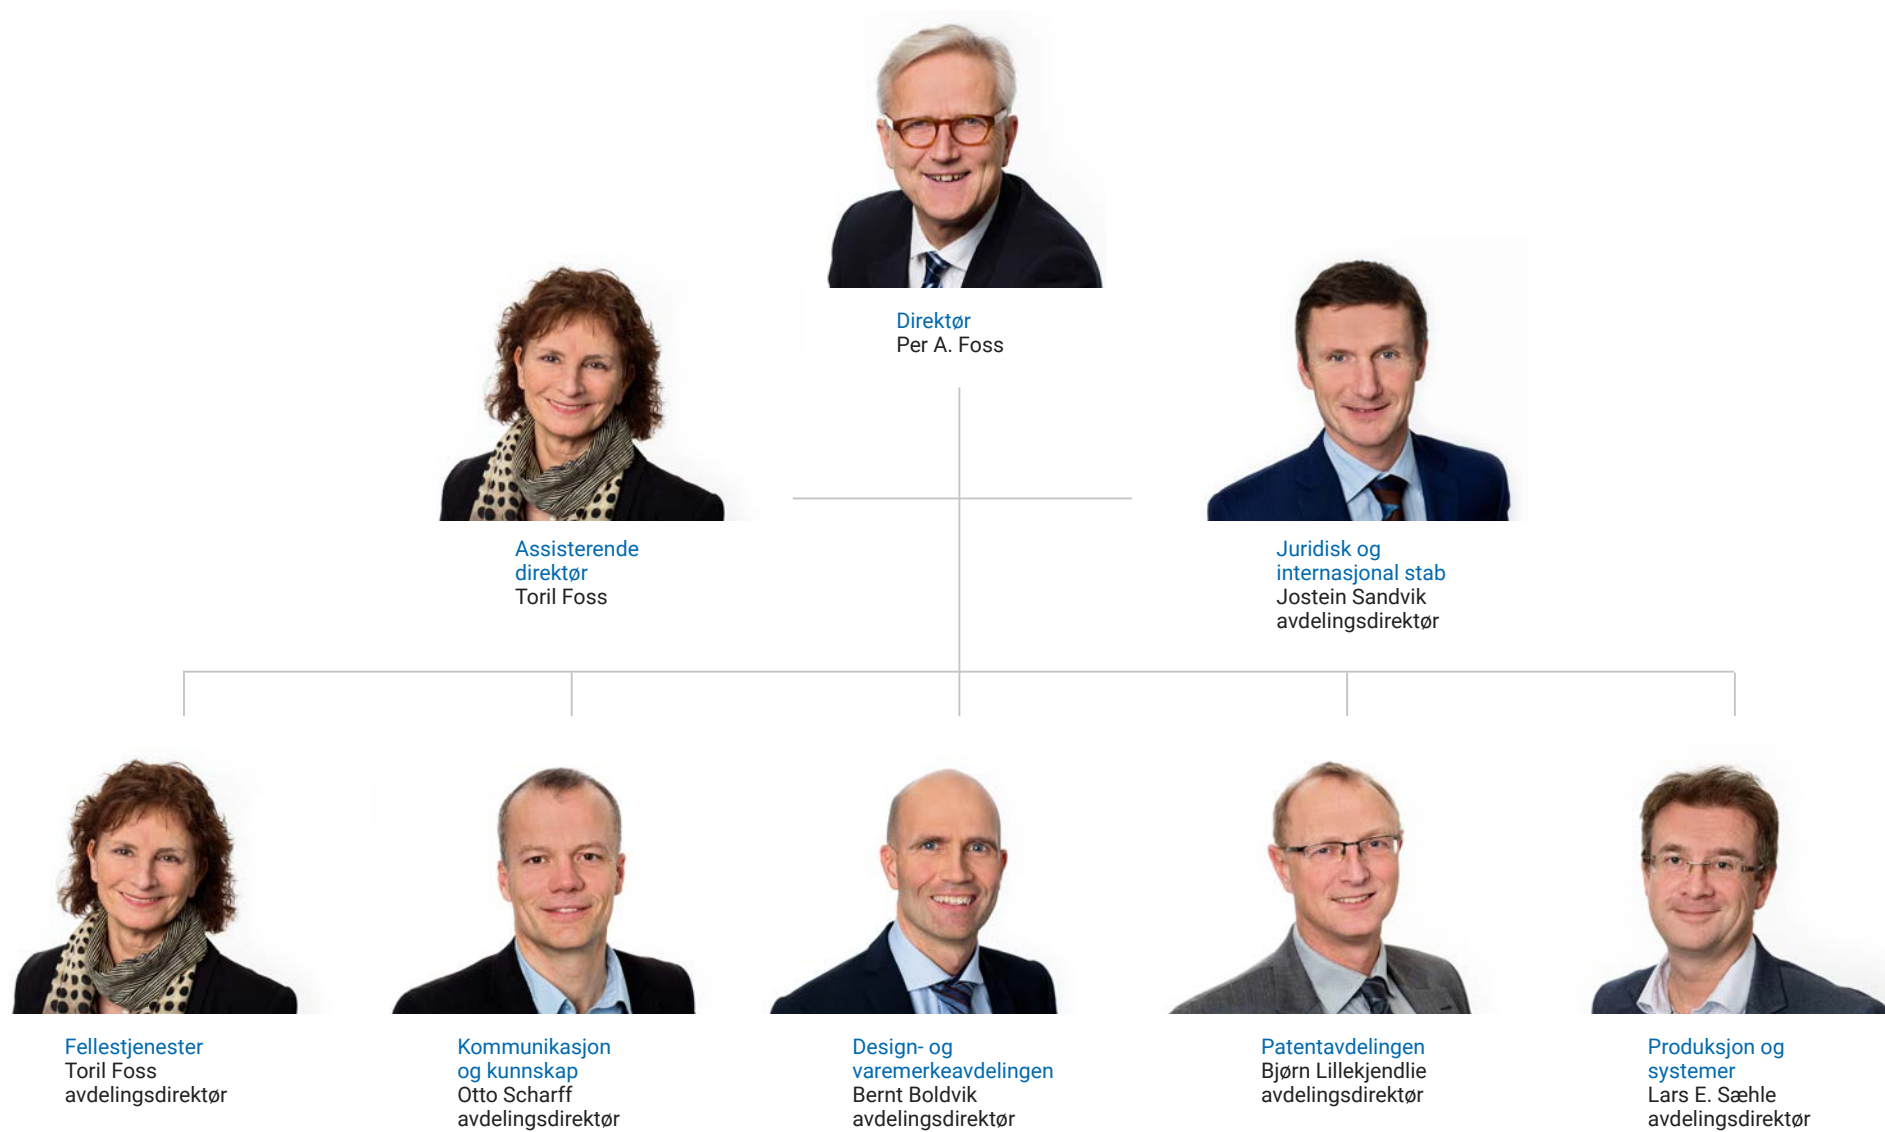 Direktør
Per A. Foss
Assisterende
direktør
Toril Foss
Juridisk og
internasjonal stab
Jostein Sandvik
avdelingsdirektør
Fellestjenester
Toril Foss
avdelingsdirektør
Kommunikasjon
og kunnskap
Otto Scharff
avdelingsdirektør
Design- og
varemerkeavdelingen
Bernt Boldvik
avdelingsdirektør
Patentavdelingen
Bjørn Lillekjendlie
avdelingsdirektør
Produksjon og
systemer
Lars E. Sæhle
avdelingsdirektør